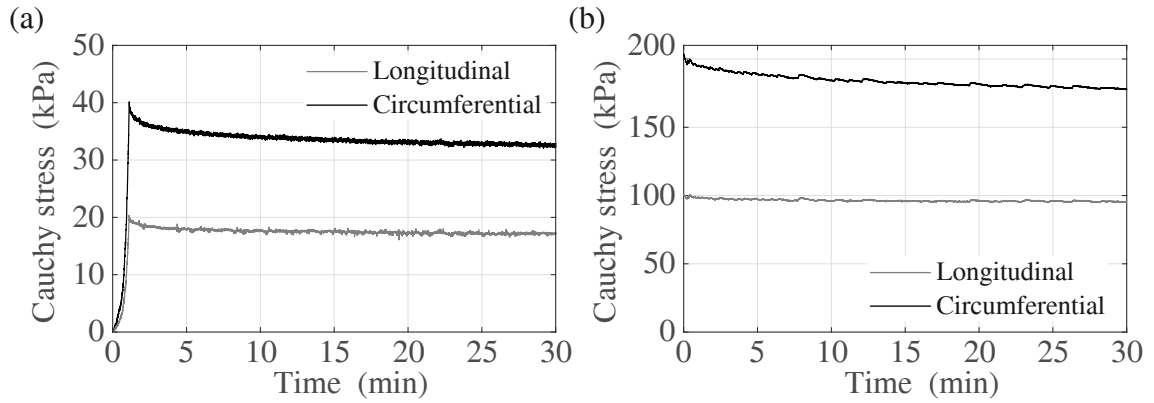 (a)
Cauchy stress (kPa)
50
40
30
20
10
0
Longitudinal
Circumferential
0 5 10 15 20 25 30
Time (min)
(b)
Cauchy stress (kPa)
200
150
100
50
0
Longitudinal
Circumferential
0 5 10 15 20 25 30
Time (min)